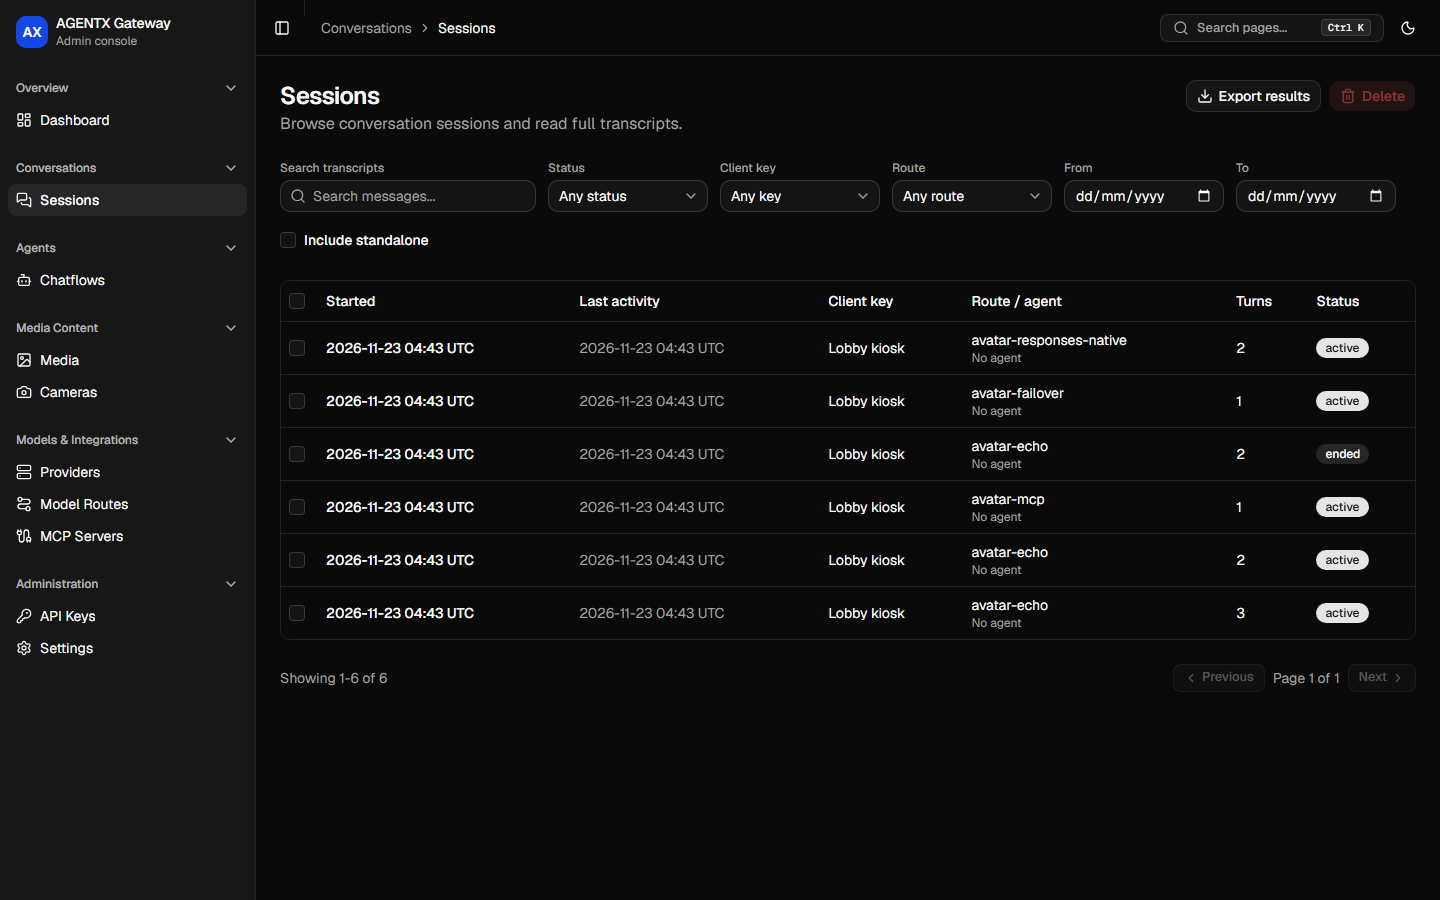 AX
AGENTX Gateway
Admin console
Overview
Dashboard
Conversations
Sessions
Agents
Chatflows
Media Content
Media
Cameras
Models & Integrations
Providers
Model Routes
MCP Servers
Administration
API Keys
Settings
Conversations > Sessions
Search pages... Ctrl K
Sessions
Browse conversation sessions and read full transcripts.
Export results
Delete
Search transcripts Status Client key Route From To
Search messages... Any status Any key Any route dd/mm/yyyy dd/mm/yyyy
Include standalone
Started Last activity Client key Route / agent Turns Status
2026-11-23 04:43 UTC 2026-11-23 04:43 UTC Lobby kiosk avatar-responses-native 2 active
No agent
2026-11-23 04:43 UTC 2026-11-23 04:43 UTC Lobby kiosk avatar-failover 1 active
No agent
2026-11-23 04:43 UTC 2026-11-23 04:43 UTC Lobby kiosk avatar-echo 2 ended
No agent
2026-11-23 04:43 UTC 2026-11-23 04:43 UTC Lobby kiosk avatar-mcp 1 active
No agent
2026-11-23 04:43 UTC 2026-11-23 04:43 UTC Lobby kiosk avatar-echo 2 active
No agent
2026-11-23 04:43 UTC 2026-11-23 04:43 UTC Lobby kiosk avatar-echo 3 active
No agent
Showing 1-6 of 6
Previous Page 1 of 1 Next